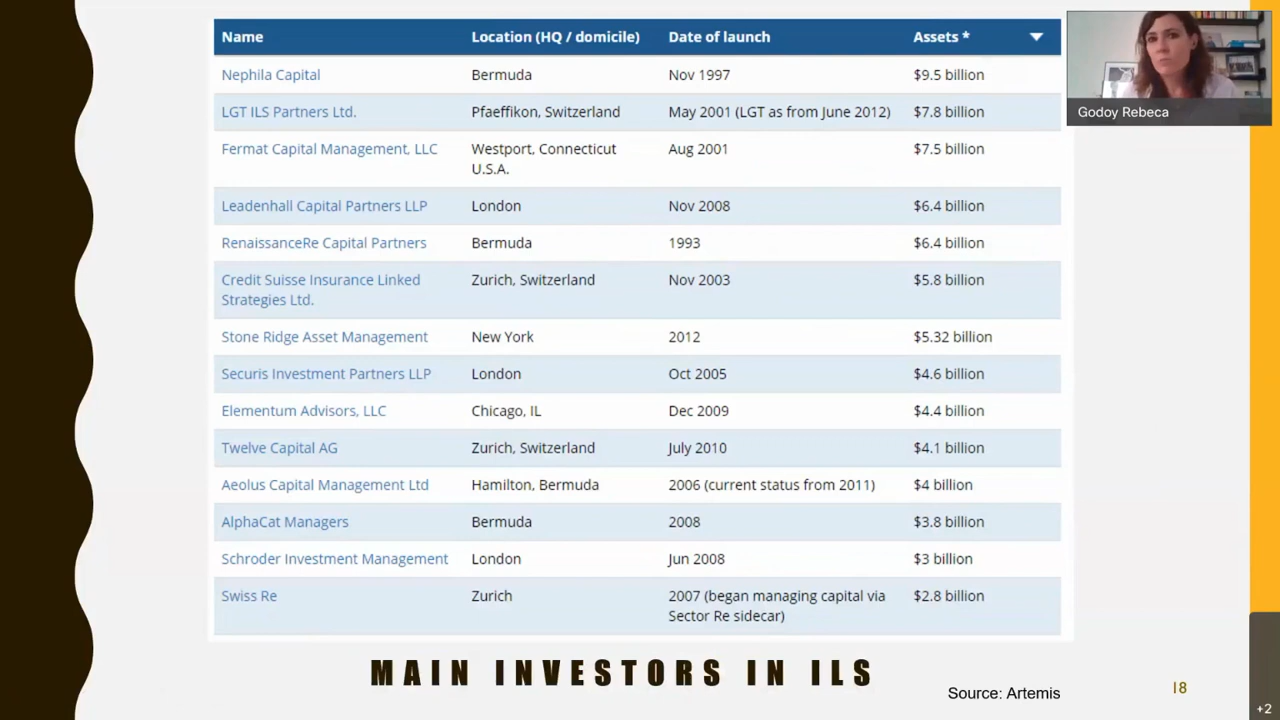 Name Location (HQ / domicile) Date of launch Assets *
Nephila Capital Bermuda Nov 1997 $9.5 billion
LGT ILS Partners Ltd. Pfaeffikon, Switzerland May 2001 (LGT as from June 2012) $7.8 billion
Fermat Capital Management, LLC Westport, Connecticut Aug 2001 $7.5 billion
U.S.A.
Leadenhall Capital Partners LLP London Nov 2008 $6.4 billion
RenaissanceRe Capital Partners Bermuda 1993 $6.4 billion
Credit Suisse Insurance Linked Zurich, Switzerland Nov 2003 $5.8 billion
Strategies Ltd.
Stone Ridge Asset Management New York 2012 $5.32 billion
Securis Investment Partners LLP London Oct 2005 $4.6 billion
Elementum Advisors, LLC Chicago, IL Dec 2009 $4.4 billion
Twelve Capital AG Zurich, Switzerland July 2010 $4.1 billion
Aeolus Capital Management Ltd Hamilton, Bermuda 2006 (current status from 2011) $4 billion
AlphaCat Managers Bermuda 2008 $3.8 billion
Schroder Investment Management London Jun 2008 $3 billion
Swiss Re Zurich 2007 (began managing capital via $2.8 billion
Sector Re sidecar)
MAIN INVESTORS IN ILS
Source: Artemis
18
Godoy Rebeca
+2